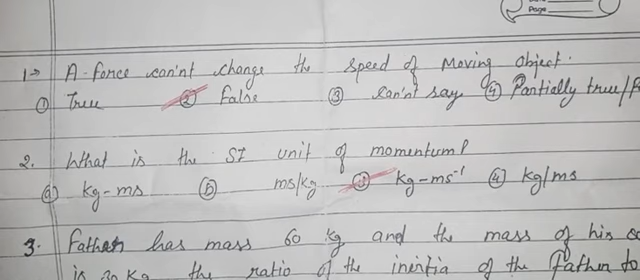 Page
1→ A force can'nt change the speed of Moving object.
① True ② false ③ can'nt say ④ Partially true/
2. What is the SI unit of momentum?
ⓐ kg-ms ⓑ ms/kg ③ kg-ms⁻¹ ④ kg/ms
3. Father has mass 60 kg and the mass of his
is 30 Kg the ratio of the inertia of the Father to